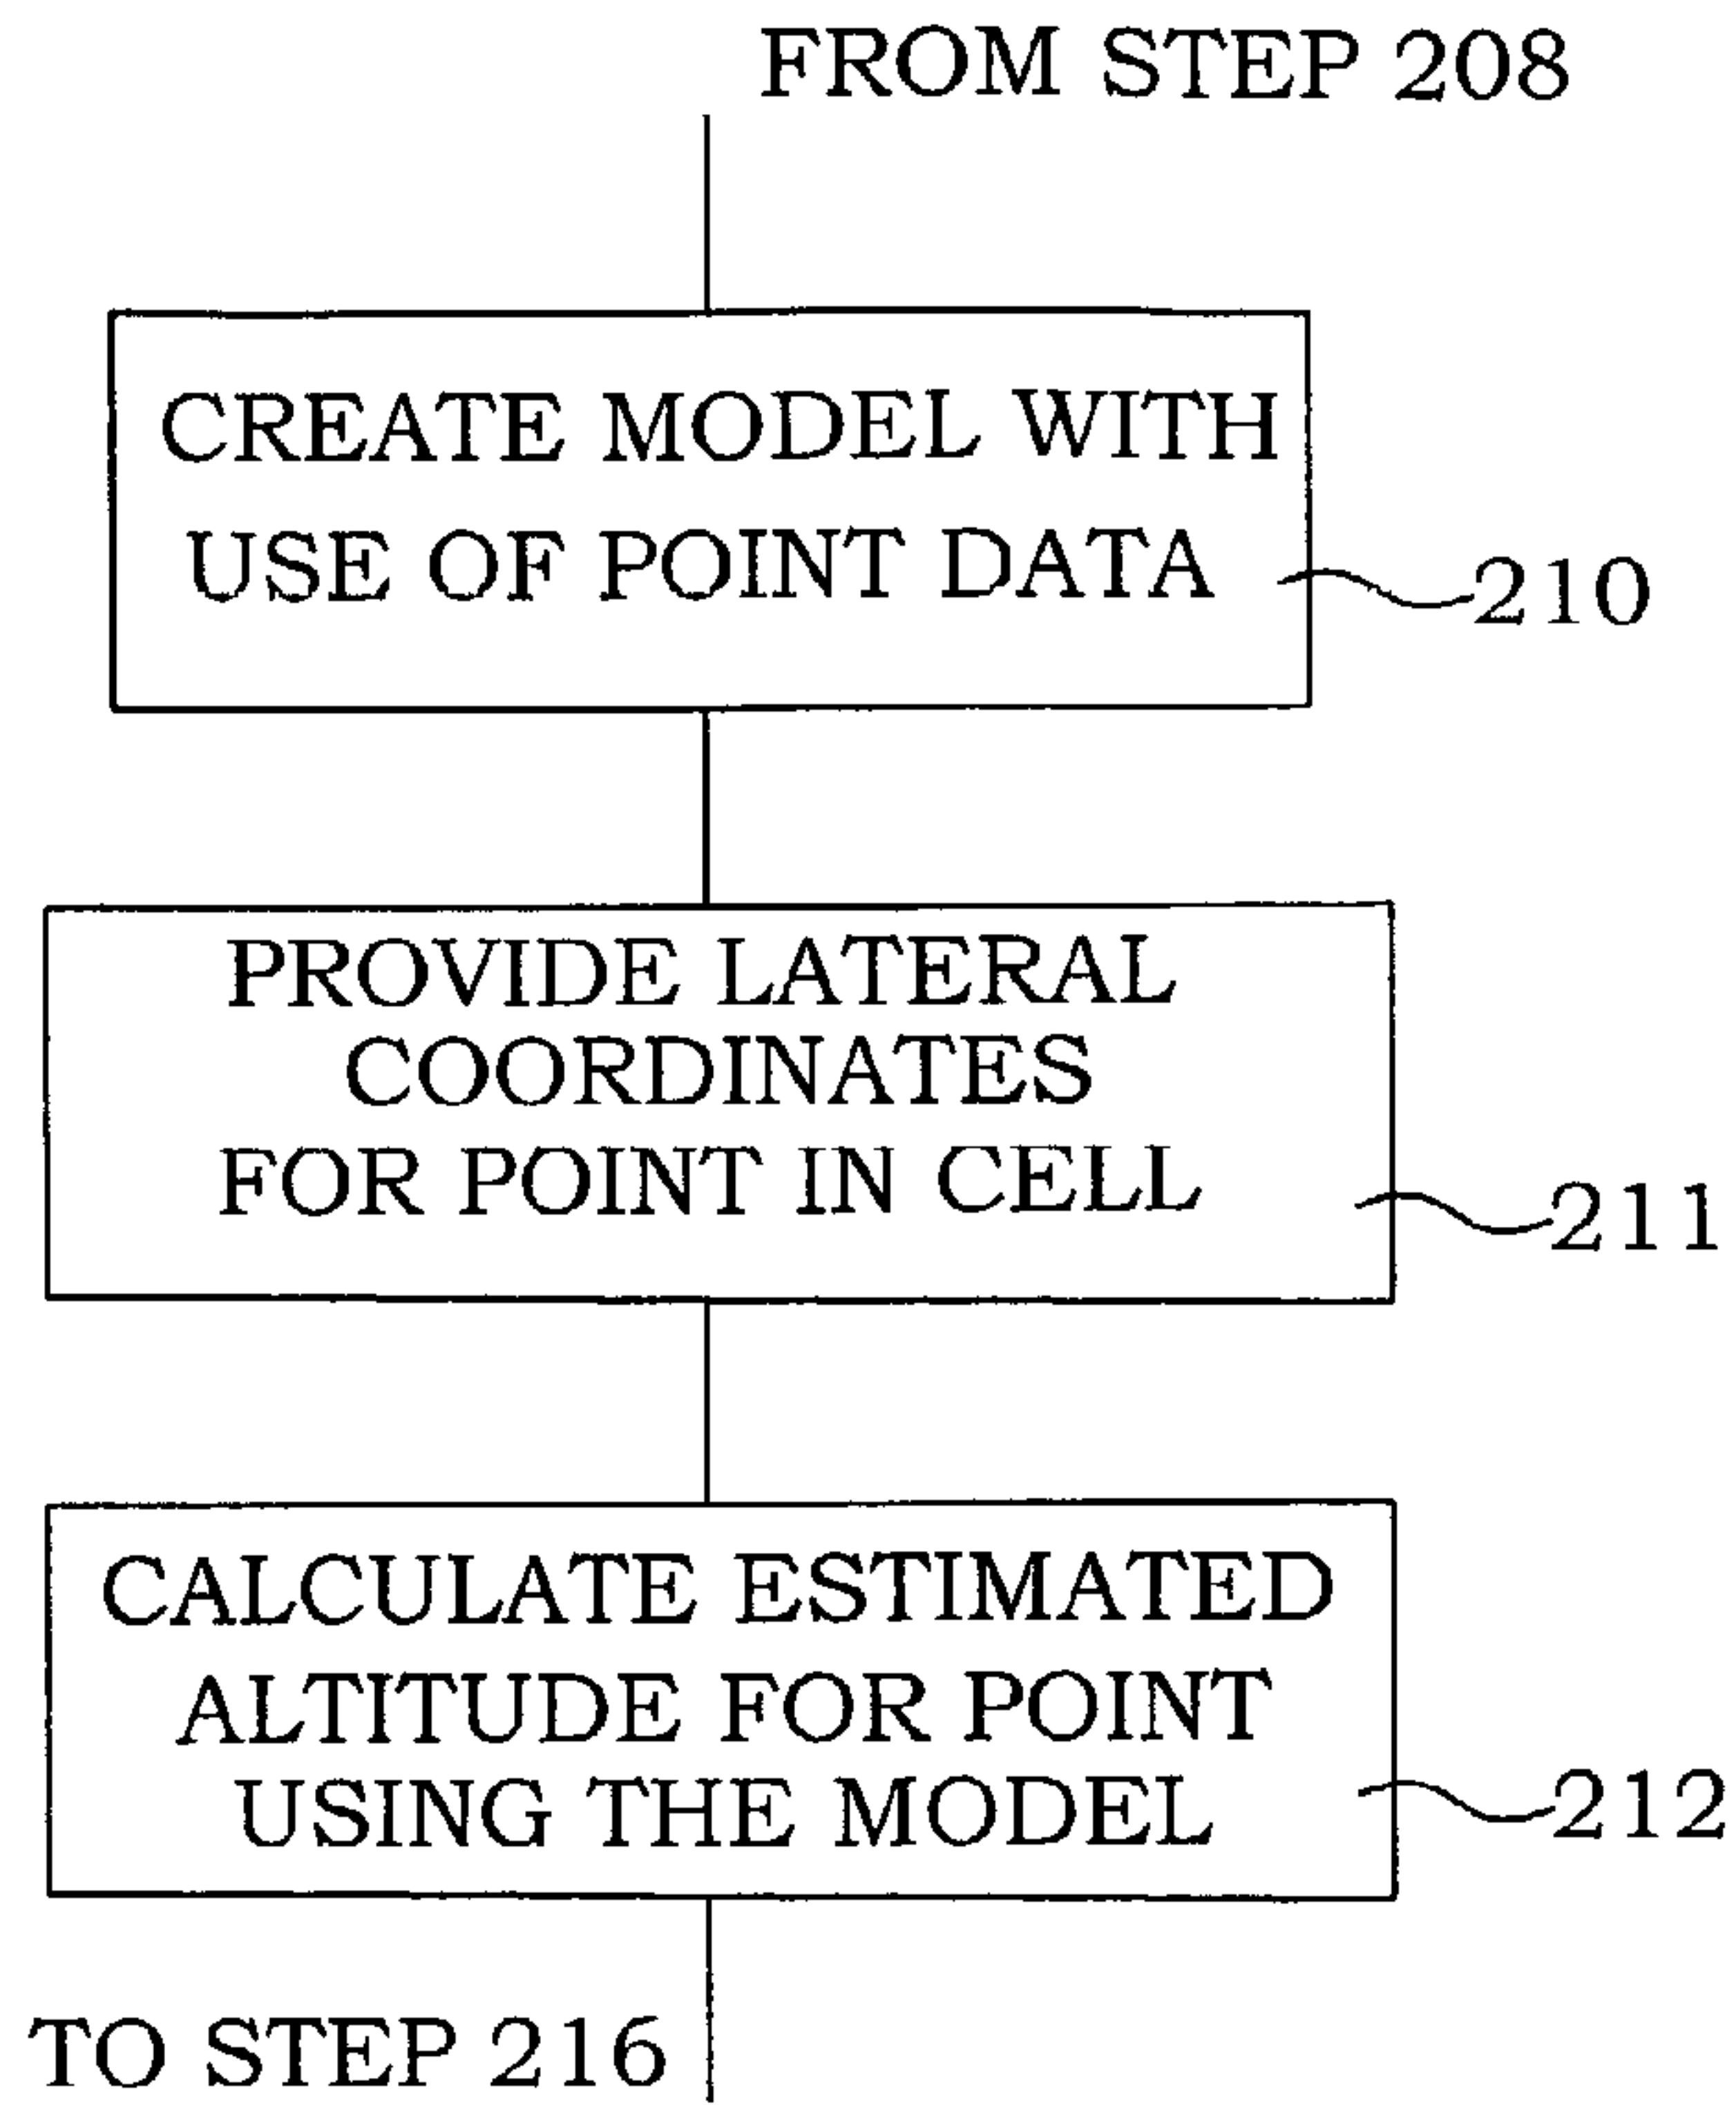 FROM STEP 208
CREATE MODEL WITH
USE OF POINT DATA
210
PROVIDE LATERAL
COORDINATES
FOR POINT IN CELL
211
CALCULATE ESTIMATED
ALTITUDE FOR POINT
USING THE MODEL
212
TO STEP 216